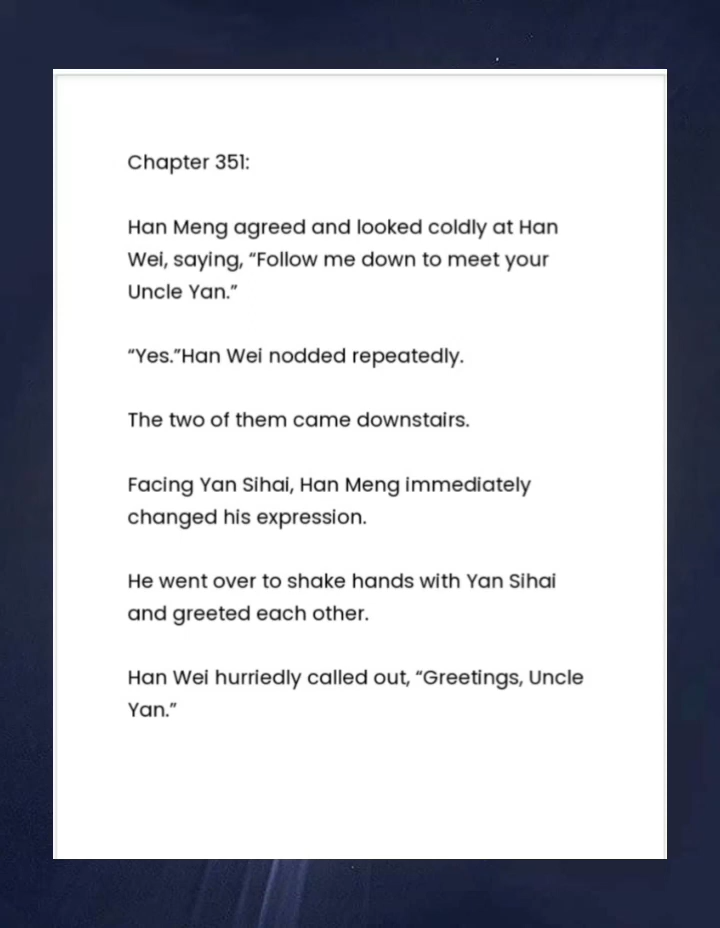 Chapter 351:
Han Meng agreed and looked coldly at Han
Wei, saying, “Follow me down to meet your
Uncle Yan.”
“Yes.”Han Wei nodded repeatedly.
The two of them came downstairs.
Facing Yan Sihai, Han Meng immediately
changed his expression.
He went over to shake hands with Yan Sihai
and greeted each other.
Han Wei hurriedly called out, “Greetings, Uncle
Yan.”